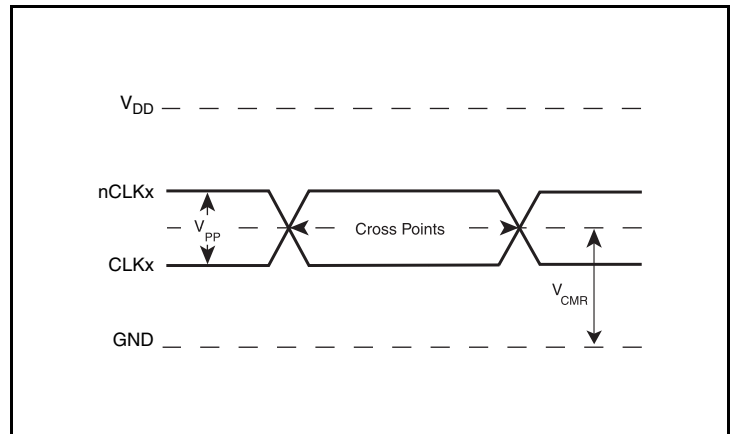 VDD
nCLKx
VPP
Cross Points
CLKx
VCMR
GND